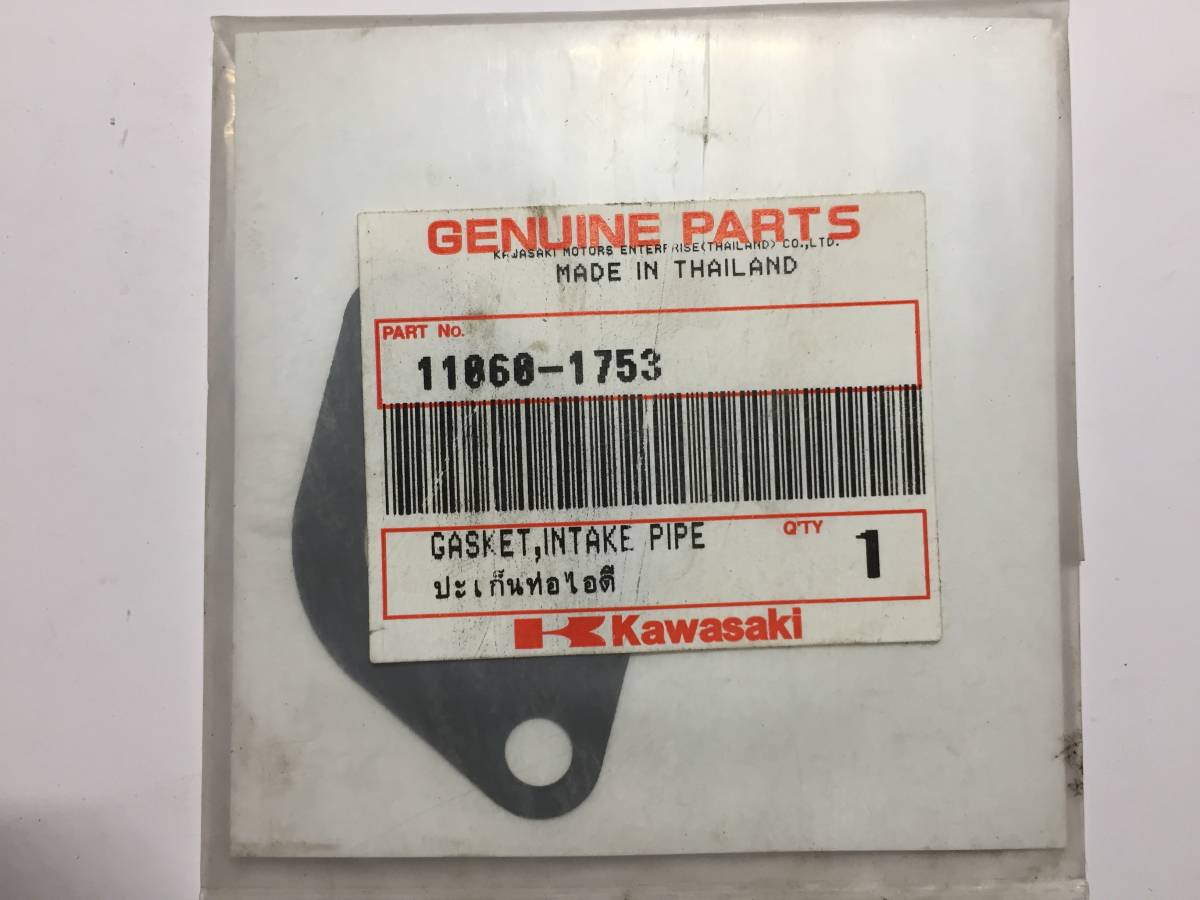 GENUINE PARTS
KAWASAKI MOTORS ENTERPRISE(THAILAND) CO.,LTD.
MADE IN THAILAND
PART No.
11060-1753
GASKET,INTAKE PIPE
Q'TY
1
ปะเก็นท่อไอดี
Kawasaki